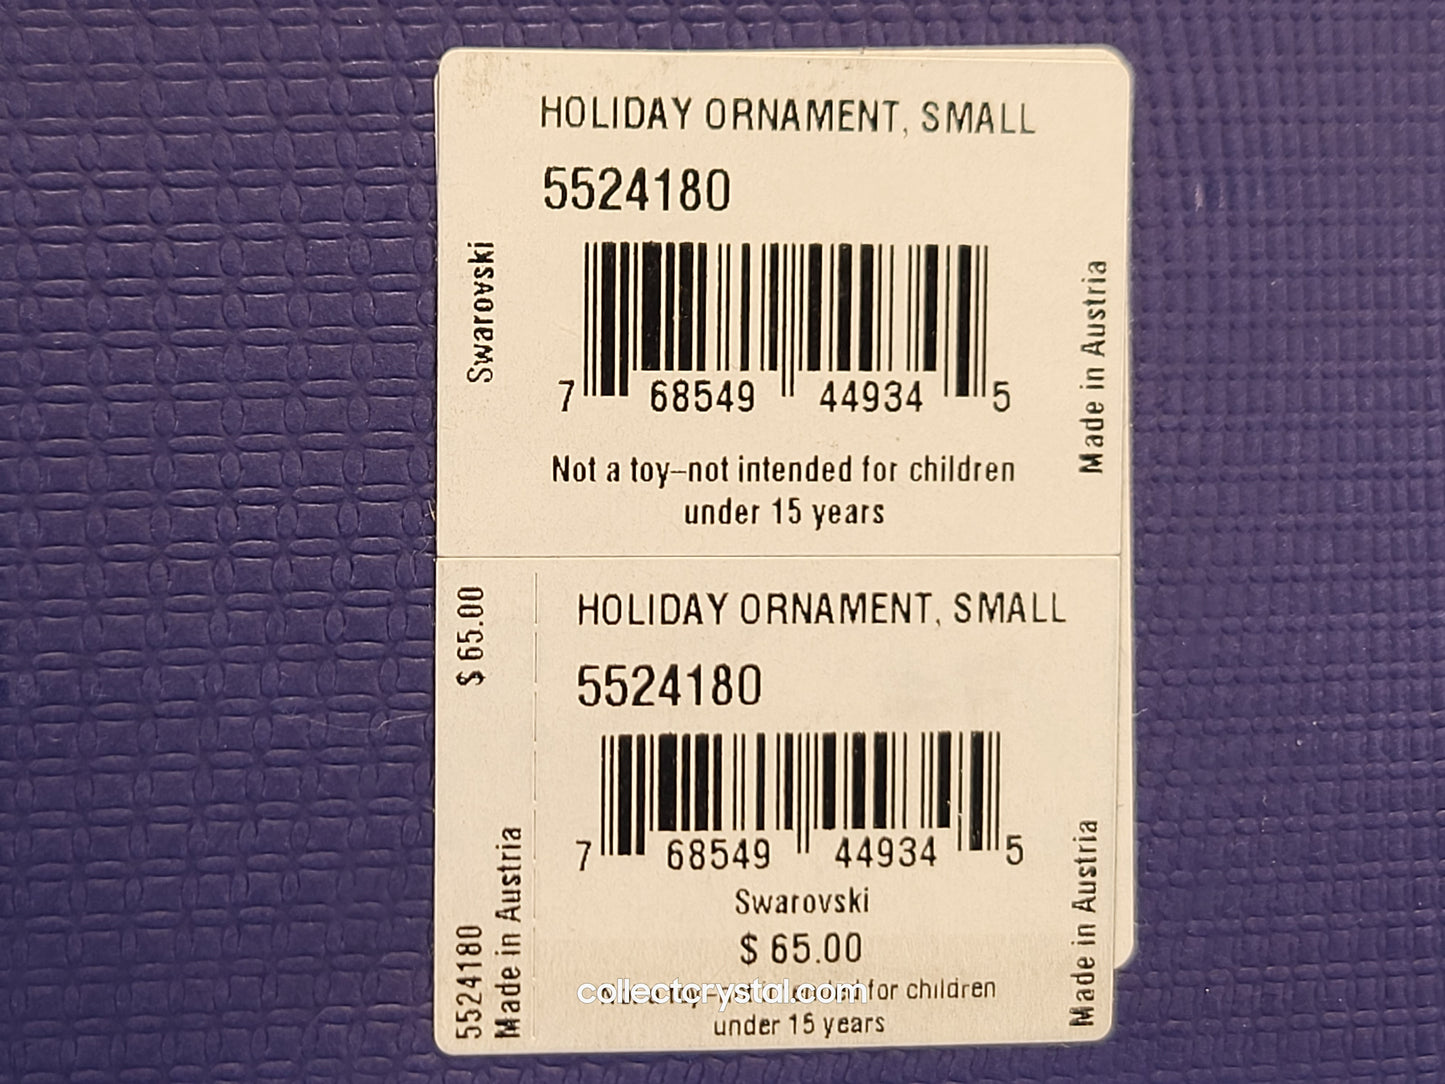 HOLIDAY ORNAMENT, SMALL
5524180
Swarovski
Made in Austria
7 68549 44934 5
Not a toy–not intended for children
under 15 years
$ 65.00
5524180
Made in Austria
HOLIDAY ORNAMENT, SMALL
5524180
7 68549 44934 5
Swarovski
$ 65.00
Made in Austria
Not a toy for children
collectcrystal.com
under 15 years